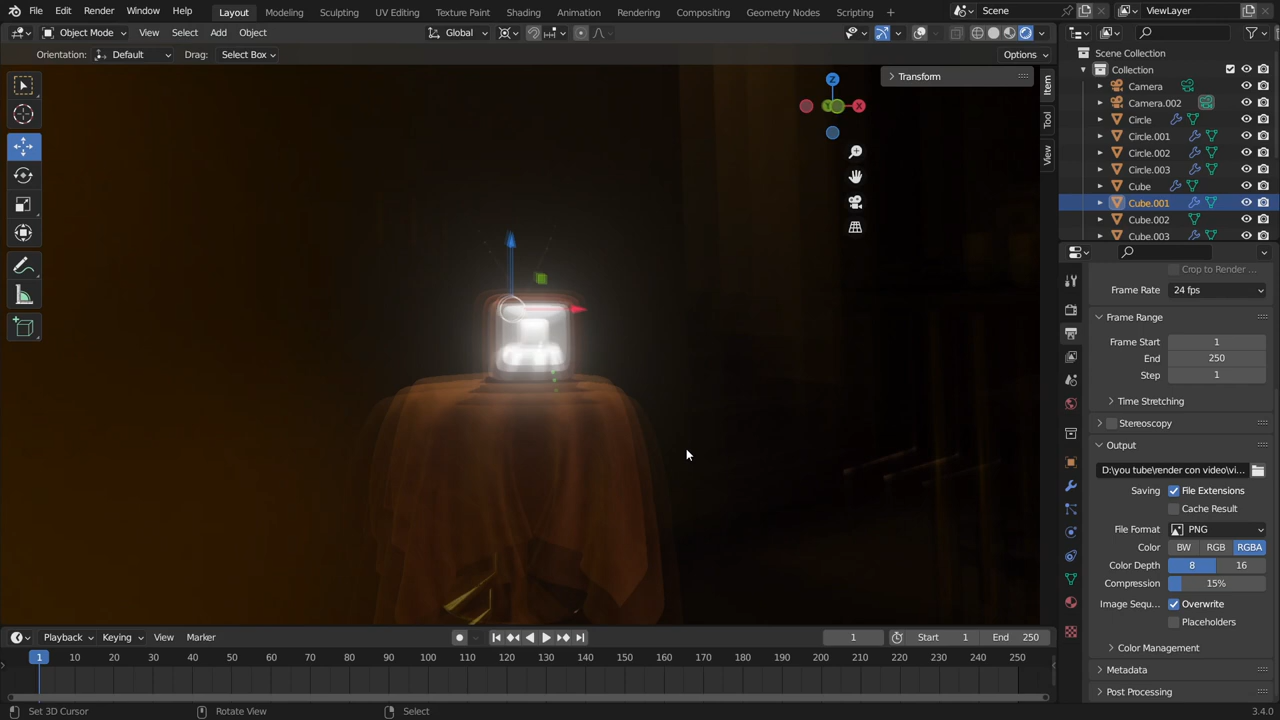 File Edit Render Window Help Layout Modeling Sculpting UV Editing Texture Paint Shading Animation Rendering Compositing Geometry Nodes Scripting Scene ViewLayer
Object Mode View Select Add Object Global
Orientation: Default Drag: Select Box Options
Transform
Item
Tool
View
Z
Y
X
Scene Collection
Collection
Camera
Camera.002
Circle
Circle.001
Circle.002
Circle.003
Cube
Cube.001
Cube.002
Cube.003
Crop to Render ...
Frame Rate 24 fps
Frame Range
Frame Start 1
End 250
Step 1
Time Stretching
Stereoscopy
Output
D:\you tube\render con video\vi...
Saving File Extensions
Cache Result
File Format PNG
Color BW RGB RGBA
Color Depth 8 16
Compression 15%
Image Sequ... Overwrite
Placeholders
Color Management
Metadata
Post Processing
Playback Keying View Marker 1 Start 1 End 250
1 10 20 30 40 50 60 70 80 90 100 110 120 130 140 150 160 170 180 190 200 210 220 230 240 250
Set 3D Cursor Rotate View Select 3.4.0